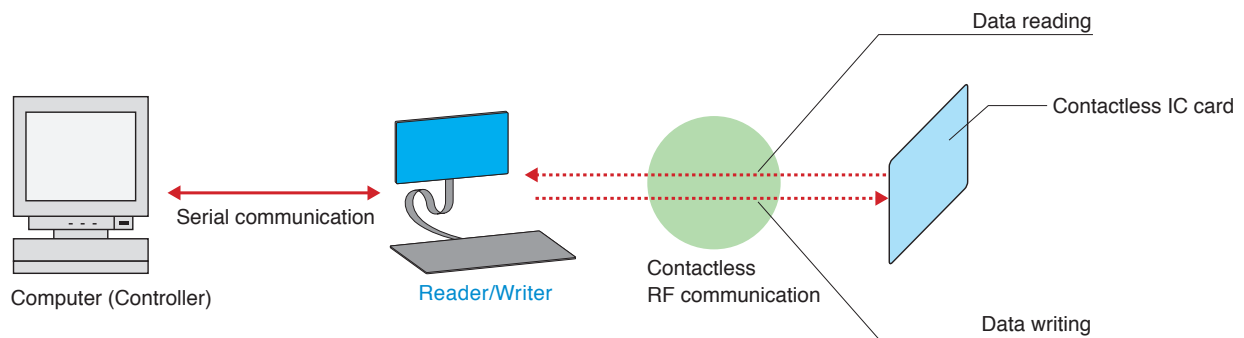 Data reading
Contactless IC card
Serial communication
Computer (Controller)
Reader/Writer
Contactless
RF communication
Data writing